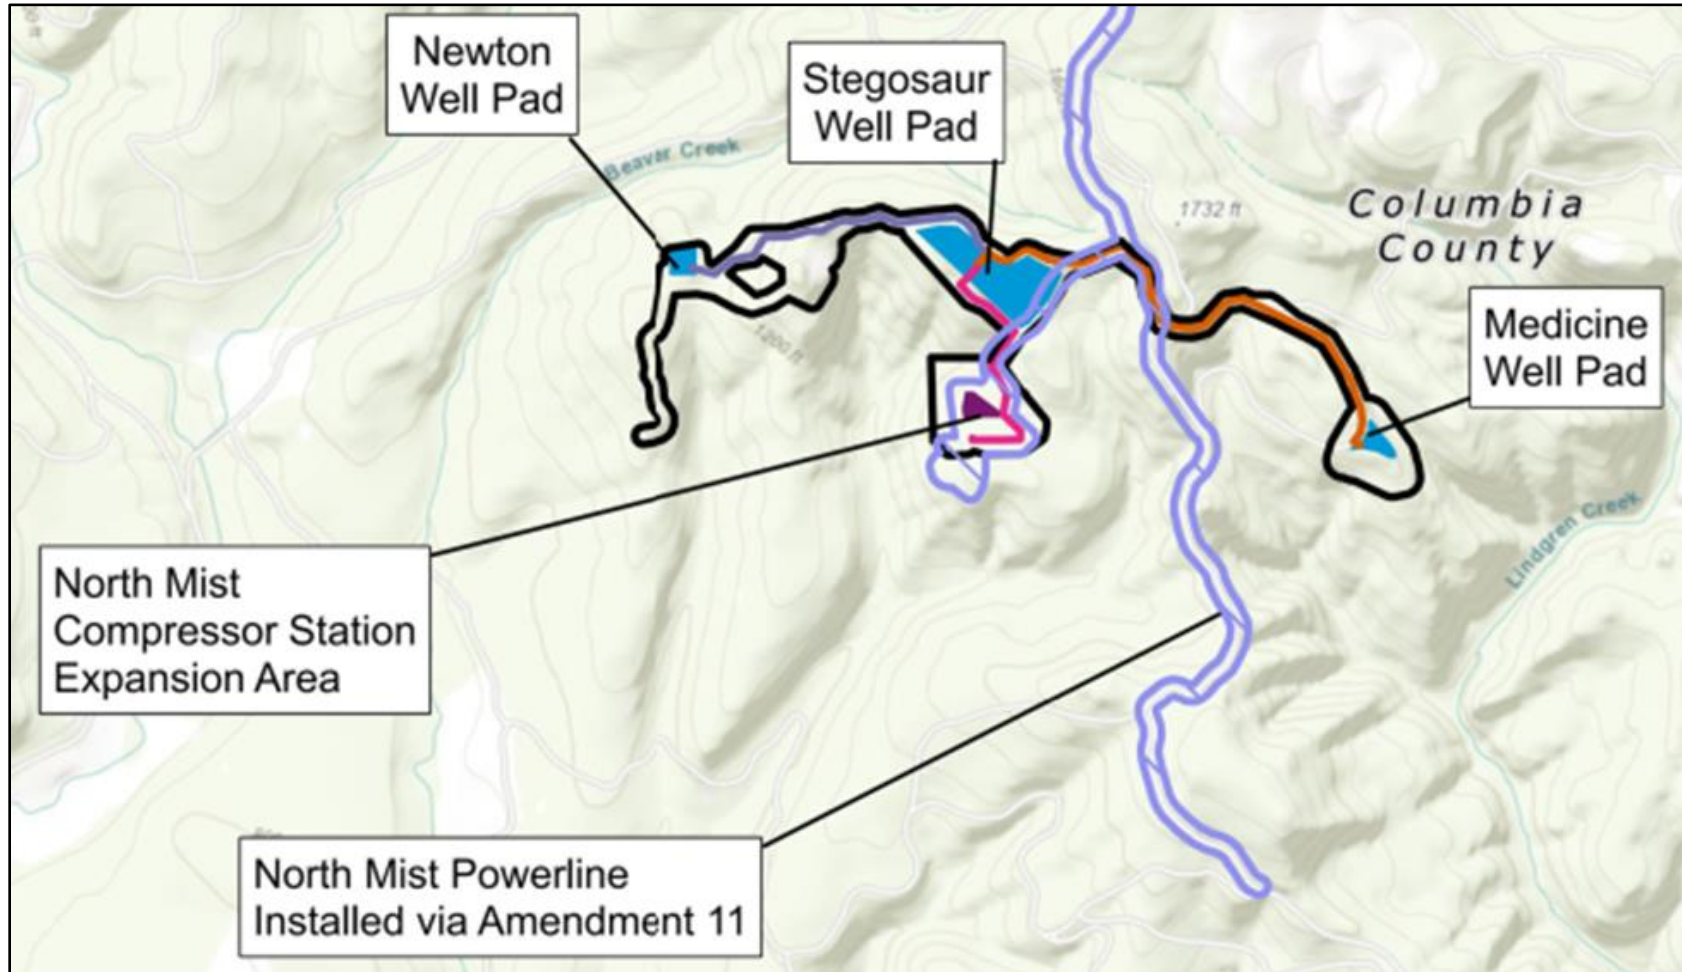 Newton
Well Pad
Stegosaur
Well Pad
Beaver Creek
1732 ft
Columbia
County
Medicine
Well Pad
1200 ft
Lindgren Creek
North Mist
Compressor Station
Expansion Area
North Mist Powerline
Installed via Amendment 11